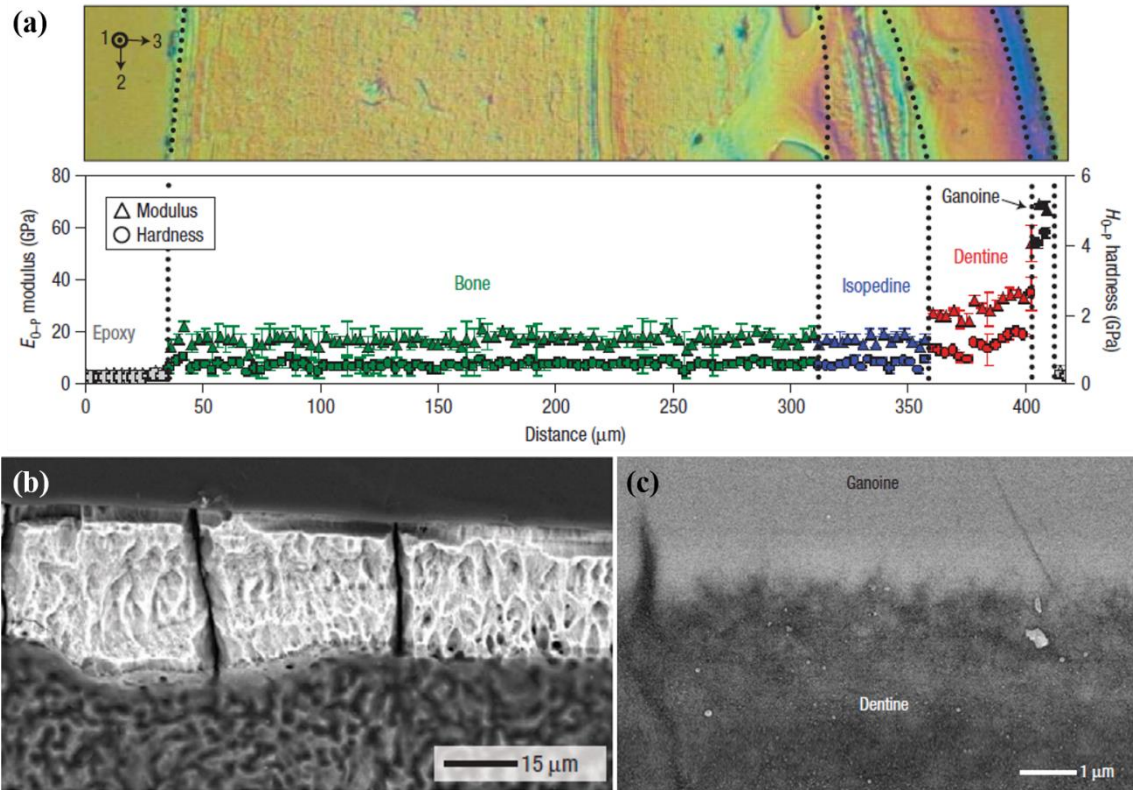 (a)
1
3
2
80
60
40
20
0
E₀₋ₚ modulus (GPa)
Modulus
Hardness
Epoxy
Bone
Isopedine
Dentine
Ganoine
6
4
2
0
H₀₋ₚ hardness (GPa)
0 50 100 150 200 250 300 350 400
Distance (μm)
(b)
15 μm
(c)
Ganoine
Dentine
1 μm